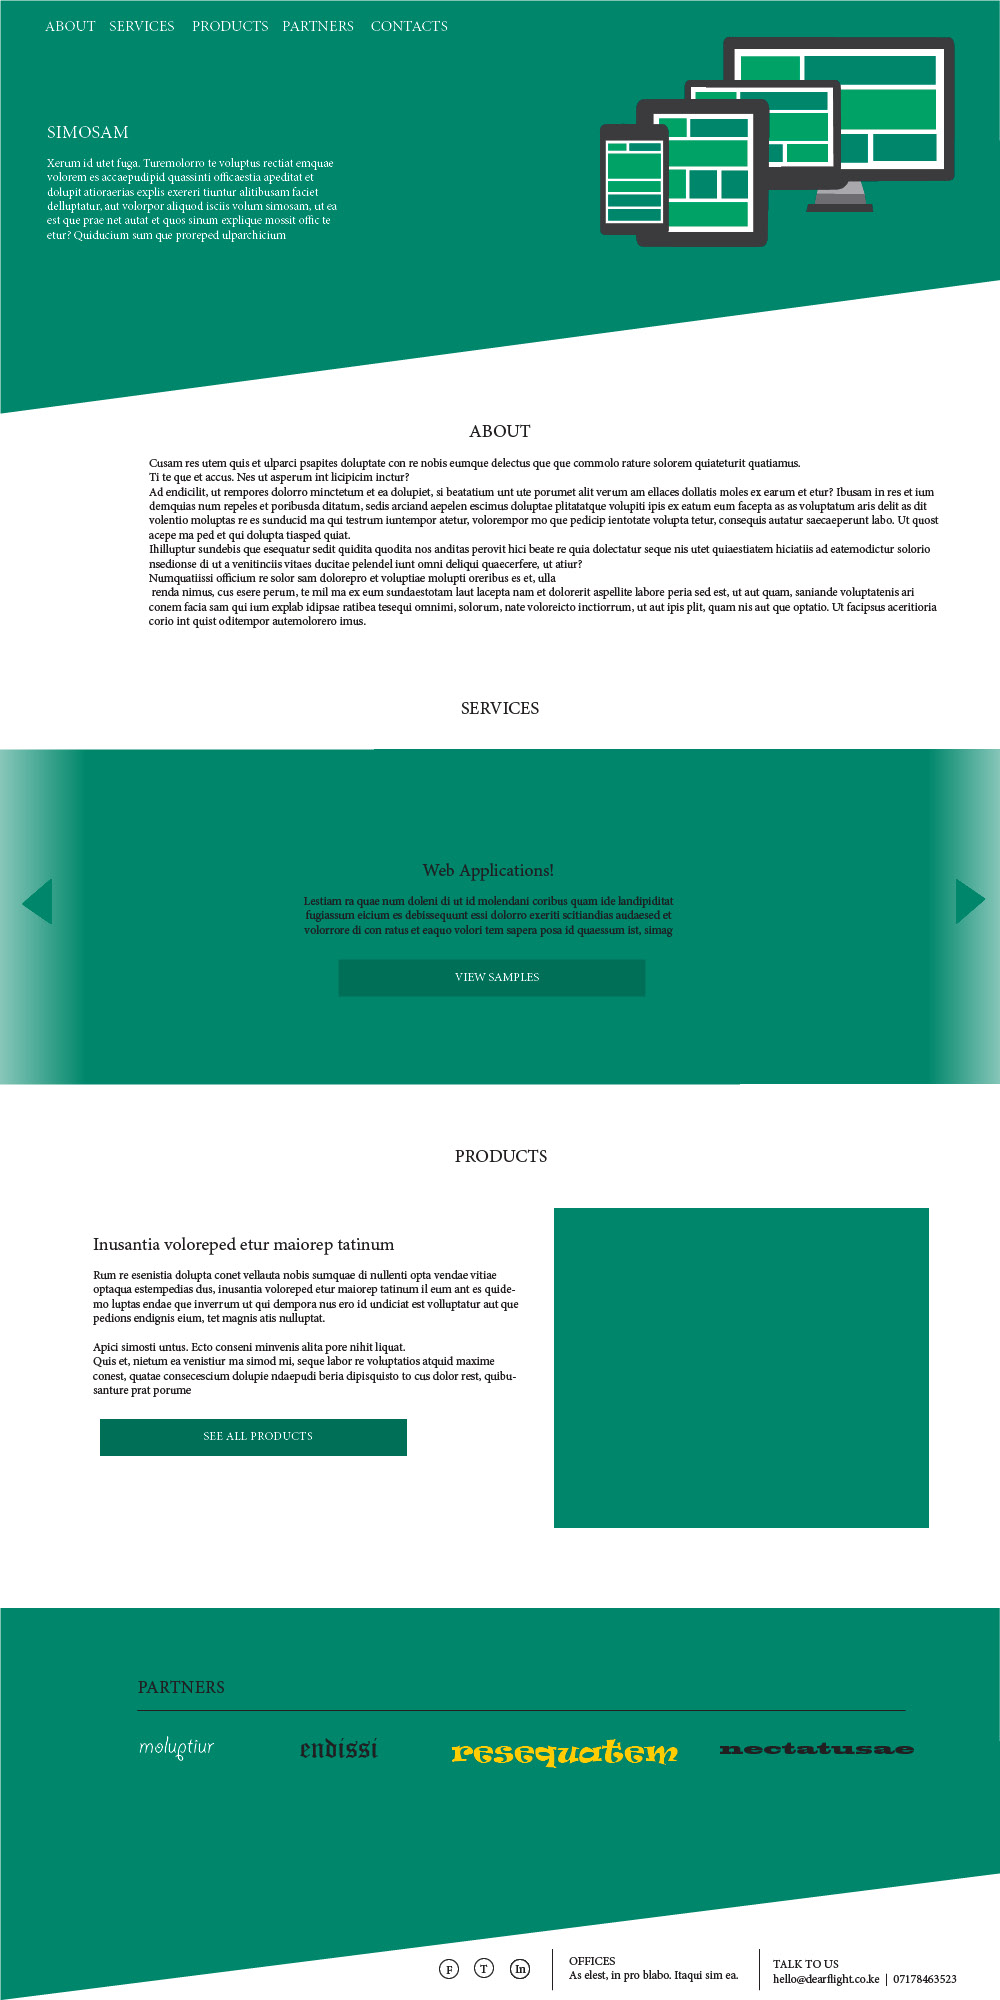 ABOUT SERVICES PRODUCTS PARTNERS CONTACTS
SIMOSAM
Xerum id utet fuga. Turemolorro te voluptus rectiat emquae
volorem es accaepudipid quassinti officaestia apeditat et
dolupit atioraerias explis exereri tiuntur alitibusam faciet
delluptatur, aut volorpor aliquod isciis volum simosam, ut ea
est que prae net autat et quos sinum explique mossit offic te
etur? Quiducium sum que proreped ulparchicium
ABOUT
Cusam res utem quis et ulparci psapites doluptate con re nobis eumque delectus que que commolo rature solorem quiateturit quatiamus.
Ti te que et accus. Nes ut asperum int licipicim inctur?
Ad endicilit, ut rempores dolorro minctetum et ea dolupiet, si beatatium unt ute porumet alit verum am ellaces dollatis moles ex earum et etur? Ibusam in res et ium
demquias num repeles et poribusda ditatum, sedis arciand aepelen escimus doluptae plitatatque volupiti ipis ex eatum eum facepta as as voluptatum aris delit as dit
volentio moluptas re es sunducid ma qui testrum iuntempor atetur, volorempor mo que pedicip ientotate volupta tetur, consequis autatur saecaeperunt labo. Ut quost
acepe ma ped et qui dolupta tiasped quiat.
Ihilluptur sundebis que esequatur sedit quidita quodita nos anditas perovit hici beate re quia dolectatur seque nis utet quiaestiatem hiciatiis ad eatemodictur solorio
nsedionse di ut a venitinciis vitaes ducitae pelendel iunt omni deliqui quaecerfere, ut atiur?
Numquatiissi officium re solor sam dolorepro et voluptiae molupti oreribus es et, ulla
renda nimus, cus esere perum, te mil ma ex eum sundaestotam laut lacepta nam et dolorerit aspellite labore peria sed est, ut aut quam, saniande voluptatenis ari
conem facia sam qui ium explab idipsae ratibea tesequi omnimi, solorum, nate voloreicto inctiorrum, ut aut ipis plit, quam nis aut que optatio. Ut facipsus aceritioria
corio int quist oditempor autemolorero imus.
SERVICES
Web Applications!
Lestiam ra quae num doleni di ut id molendani coribus quam ide landipiditat
fugiassum eicium es debissequnt essi dolorro exeriti scitiandias audaesed et
volorrore di con ratus et eaquo volori tem sapera posa id quaessum ist, simag
VIEW SAMPLES
PRODUCTS
Inusantia voloreped etur maiorep tatinum
Rum re esenistia dolupta conet vellauta nobis sumquae di nullenti opta vendae vitiae
optaqua estempedias dus, inusantia voloreped etur maiorep tatinum il eum ant es quide-
mo luptas endae que inverrum ut qui dempora nus ero id undiciat est volluptatur aut que
pedions endignis eium, tet magnis atis nulluptat.
Apici simosti untus. Ecto conseni minvenis alita pore nihit liquat.
Quis et, nietum ea venistiur ma simod mi, seque labor re voluptatios atquid maxime
conest, quatae consecescium dolupie ndaepudi beria dipisquisto to cus dolor rest, quibu-
santure prat porume
SEE ALL PRODUCTS
PARTNERS
moluptiur endissi resequatem nectatusae
F T In
OFFICES
As elest, in pro blabo. Itaqui sim ea.
TALK TO US
hello@dearflight.co.ke | 07178463523